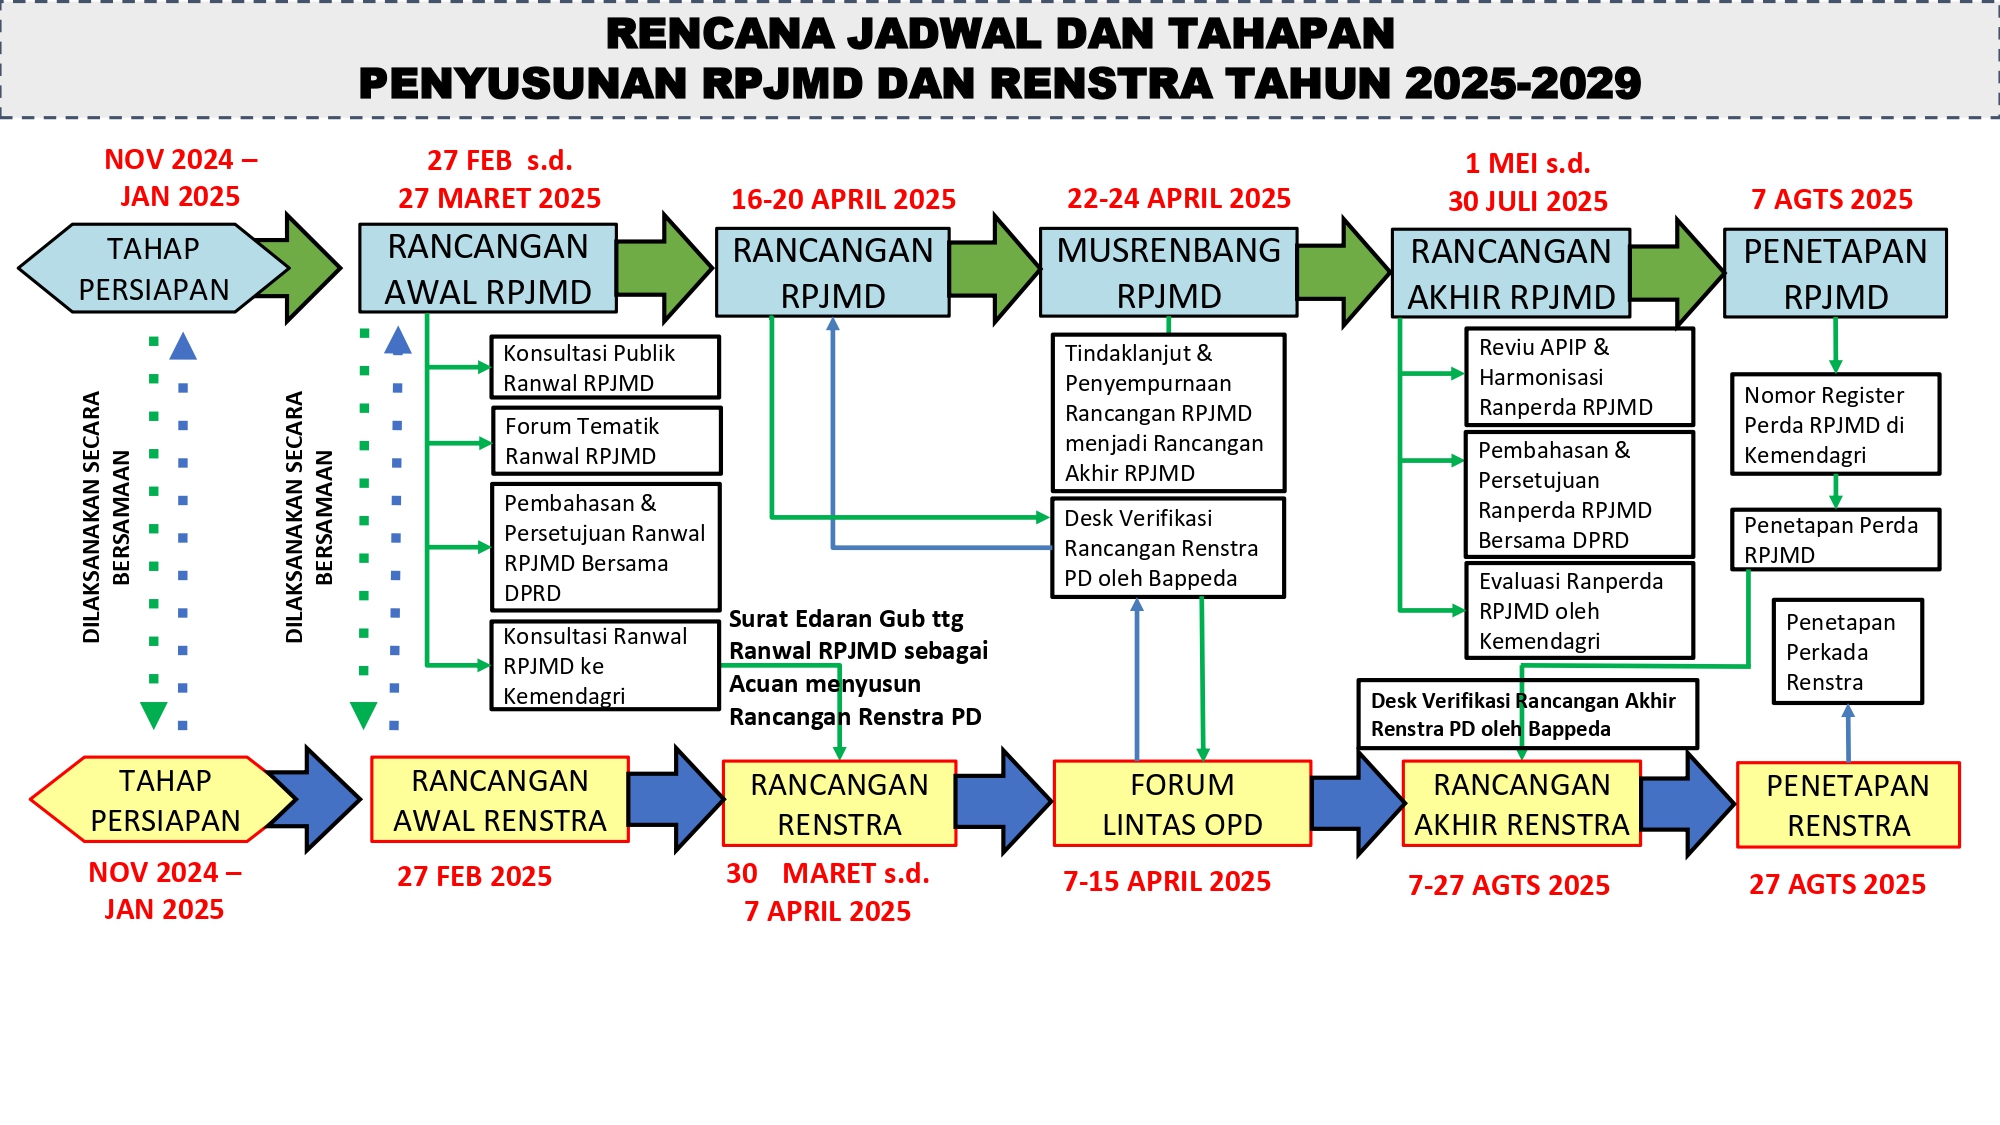 RENCANA JADWAL DAN TAHAPAN
PENYUSUNAN RPJMD DAN RENSTRA TAHUN 2025-2029
NOV 2024 –
JAN 2025
27 FEB s.d.
27 MARET 2025
16-20 APRIL 2025
22-24 APRIL 2025
1 MEI s.d.
30 JULI 2025
7 AGTS 2025
TAHAP
PERSIAPAN
RANCANGAN
AWAL RPJMD
RANCANGAN
RPJMD
MUSRENBANG
RPJMD
RANCANGAN
AKHIR RPJMD
PENETAPAN
RPJMD
DILAKSANAKAN SECARA
BERSAMAAN
DILAKSANAKAN SECARA
BERSAMAAN
Konsultasi Publik
Ranwal RPJMD
Forum Tematik
Ranwal RPJMD
Pembahasan &
Persetujuan Ranwal
RPJMD Bersama
DPRD
Konsultasi Ranwal
RPJMD ke
Kemendagri
Surat Edaran Gub ttg
Ranwal RPJMD sebagai
Acuan menyusun
Rancangan Renstra PD
Tindaklanjut &
Penyempurnaan
Rancangan RPJMD
menjadi Rancangan
Akhir RPJMD
Desk Verifikasi
Rancangan Renstra
PD oleh Bappeda
Reviu APIP &
Harmonisasi
Ranperda RPJMD
Pembahasan &
Persetujuan
Ranperda RPJMD
Bersama DPRD
Evaluasi Ranperda
RPJMD oleh
Kemendagri
Desk Verifikasi Rancangan Akhir
Renstra PD oleh Bappeda
Nomor Register
Perda RPJMD di
Kemendagri
Penetapan Perda
RPJMD
Penetapan
Perkada
Renstra
TAHAP
PERSIAPAN
RANCANGAN
AWAL RENSTRA
RANCANGAN
RENSTRA
FORUM
LINTAS OPD
RANCANGAN
AKHIR RENSTRA
PENETAPAN
RENSTRA
NOV 2024 –
JAN 2025
27 FEB 2025
30 MARET s.d.
7 APRIL 2025
7-15 APRIL 2025
7-27 AGTS 2025
27 AGTS 2025